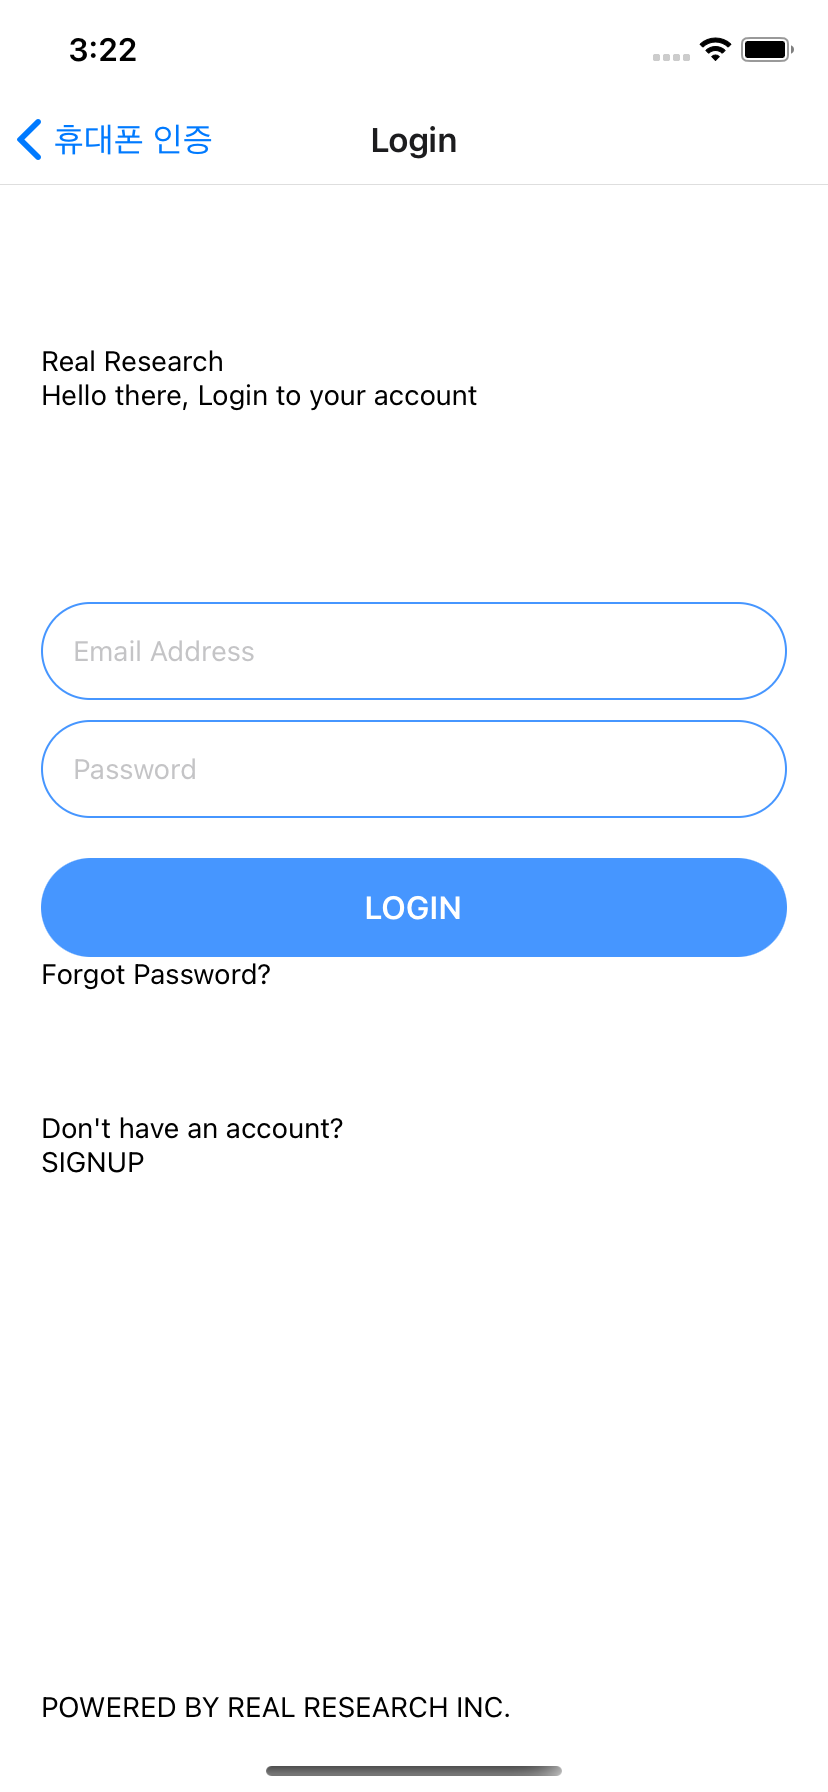 3:22
휴대폰 인증
Login
Real Research
Hello there, Login to your account
Email Address
Password
LOGIN
Forgot Password?
Don't have an account?
SIGNUP
POWERED BY REAL RESEARCH INC.